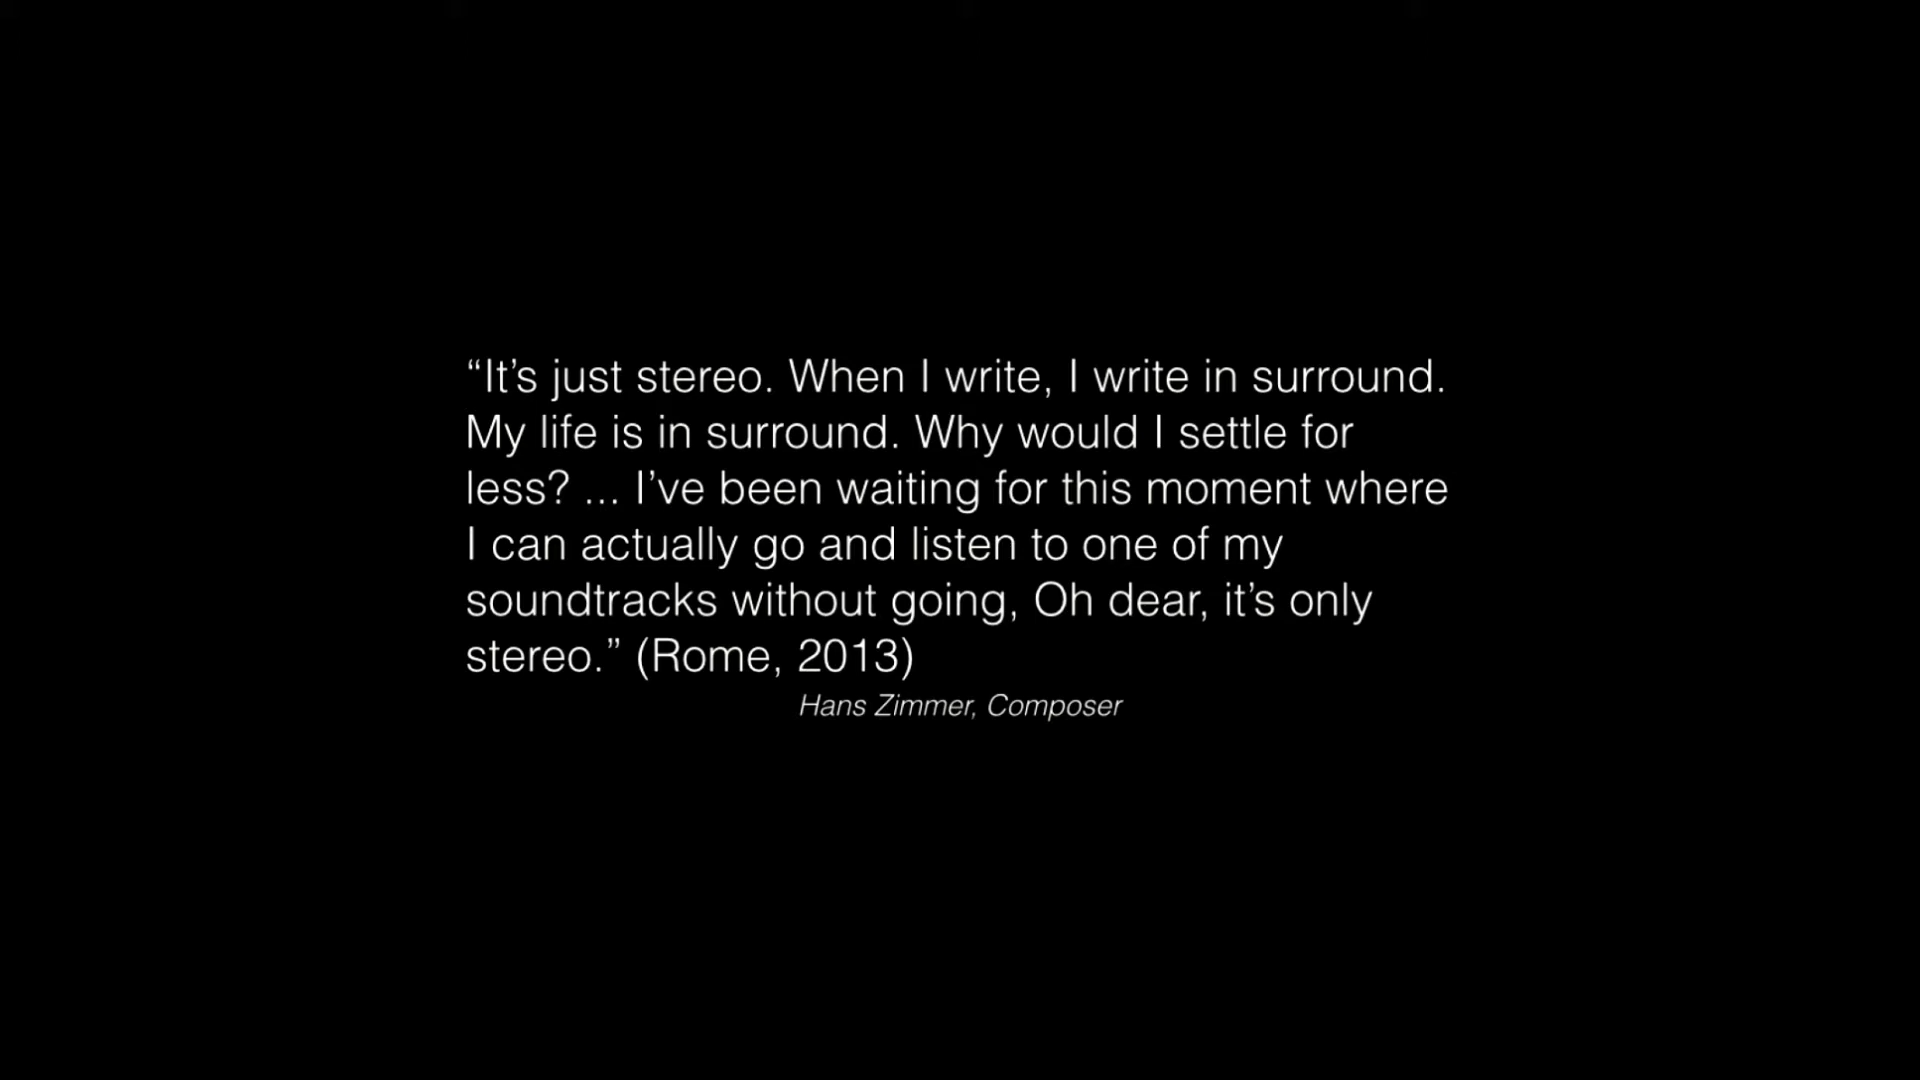 “It’s just stereo. When I write, I write in surround.
My life is in surround. Why would I settle for
less? ... I’ve been waiting for this moment where
I can actually go and listen to one of my
soundtracks without going, Oh dear, it’s only
stereo.” (Rome, 2013)
Hans Zimmer, Composer